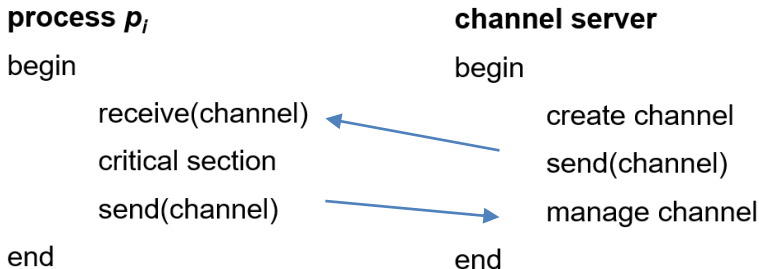 process pi
begin
receive(channel)
critical section
send(channel)
end
channel server
begin
create channel
send(channel)
manage channel
end